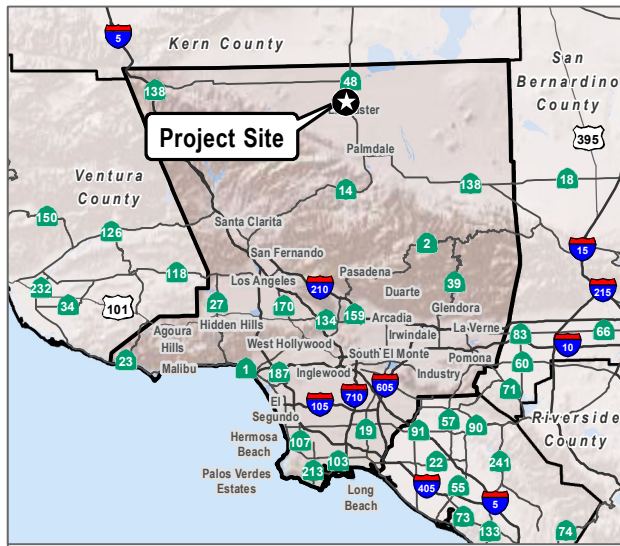 5
Kern County
San
Bernardino
County
138
48
395
Project Site
Palmdale
Ventura
County
14
138
18
150
126
Santa Clarita
2
15
San Fernando
118
210
Pasadena
215
232
34
101
Los Angeles
39
27
170
Duarte
Glendora
134
159
Arcadia
Agoura
Hills
Hidden Hills
Irwindale
La Verne
83
66
West Hollywood
10
23
Malibu
South El Monte
Pomona
60
1
187
Inglewood
605
Industry
71
105
710
El
Segundo
57
90
Riverside
County
Hermosa
Beach
107
19
91
22
241
Palos Verdes
Estates
213
103
Long
Beach
405
55
5
73
133
74